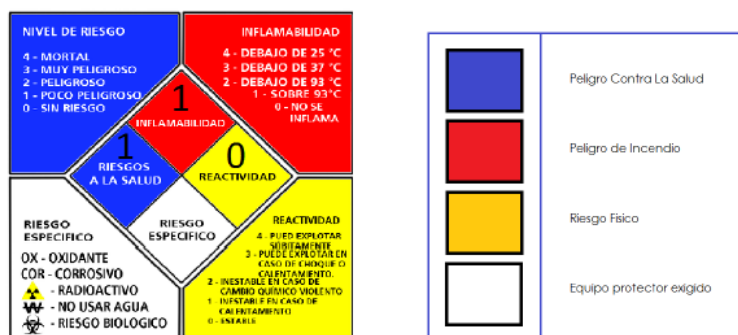 NIVEL DE RIESGO
4 - MORTAL
3 - MUY PELIGROSO
2 - PELIGROSO
1 - POCO PELIGROSO
0 - SIN RIESGO
INFLAMABILIDAD
4 - DEBAJO DE 25 °C
3 - DEBAJO DE 37 °C
2 - DEBAJO DE 93 °C
1 - SOBRE 93°C
0 - NO SE
INFLAMA
1
INFLAMABILIDAD
1
RIESGOS
A LA SALUD
0
REACTIVIDAD
RIESGO
ESPECIFICO
RIESGO
ESPECIFICO
OX - OXIDANTE
COR - CORROSIVO
- RADIOACTIVO
W - NO USAR AGUA
- RIESGO BIOLOGICO
REACTIVIDAD
4 - PUED EXPLOTAR
SÚBITAMENTE
3 - PUEDE EXPLOTAR EN
CASO DE CHOQUE O
CALENTAMIENTO.
2 - INESTABLE EN CASO DE
CAMBIO QUÍMICO VIOLENTO
1 - INESTABLE EN CASO DE
CALENTAMIENTO
0 - ESTABLE
Peligro Contra La Salud
Peligro de Incendio
Riesgo Fisico
Equipo protector exigido